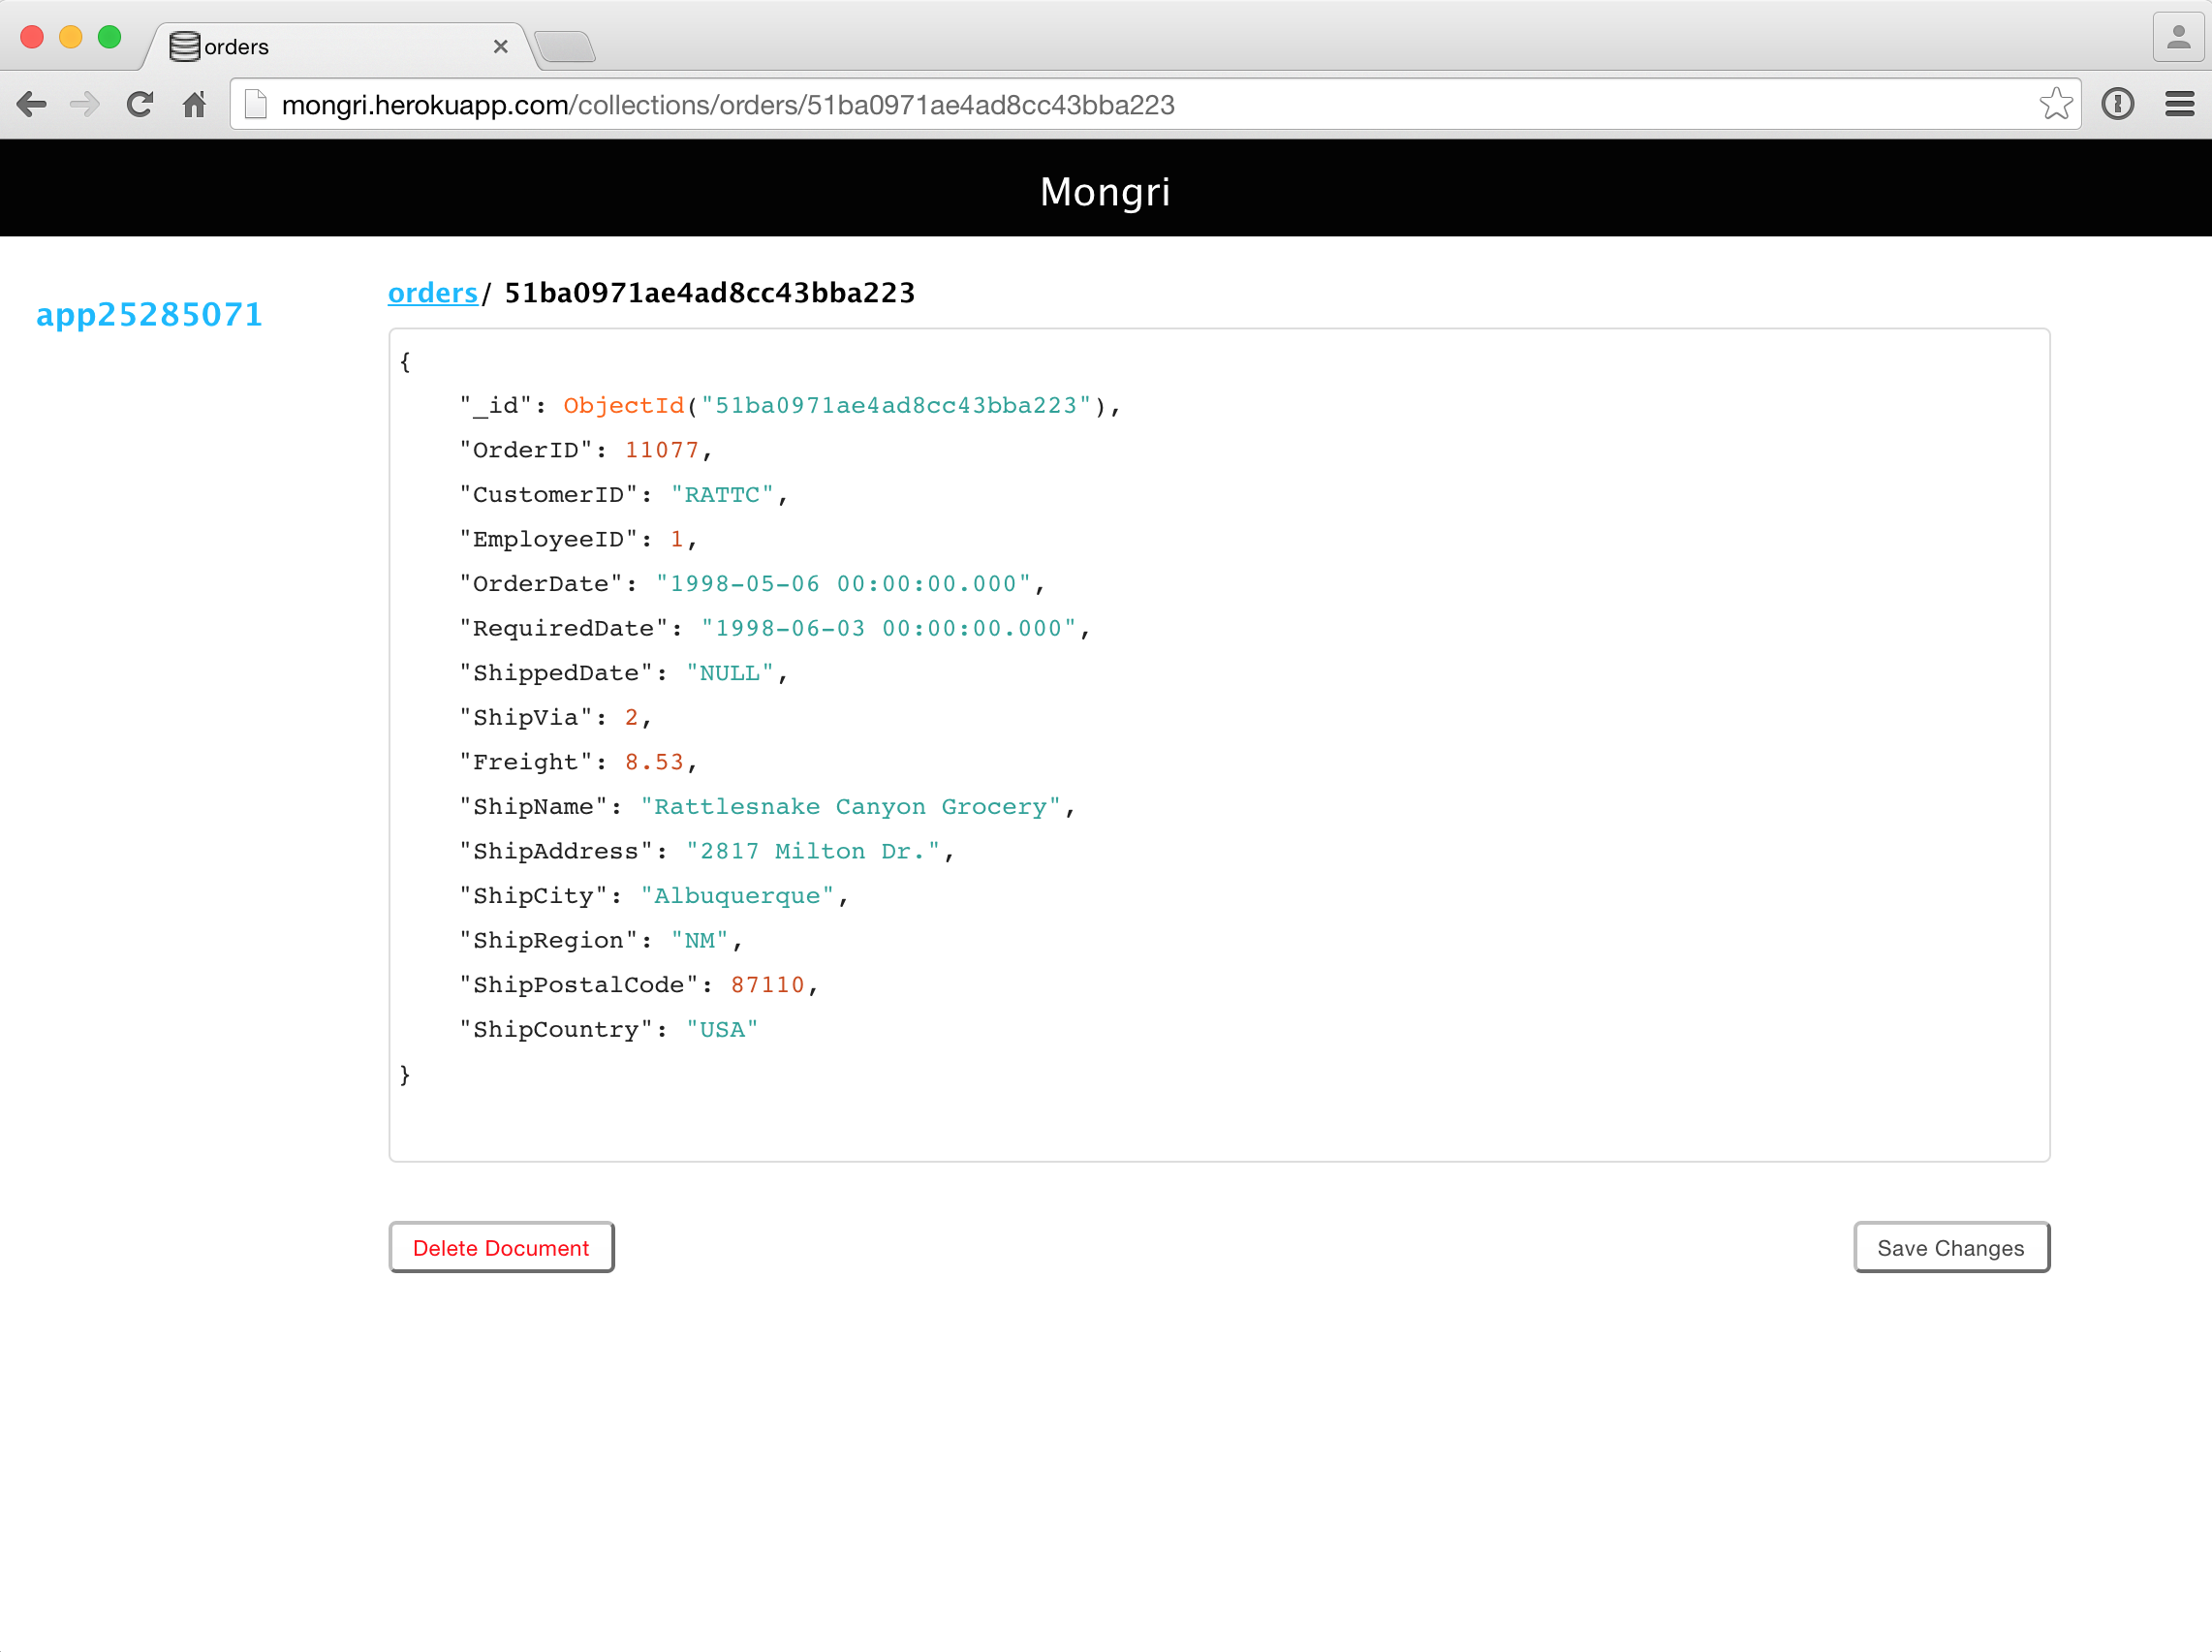 orders
mongri.herokuapp.com/collections/orders/51ba0971ae4ad8cc43bba223
Mongri
app25285071
orders/ 51ba0971ae4ad8cc43bba223
{
"_id": ObjectId("51ba0971ae4ad8cc43bba223"),
"OrderID": 11077,
"CustomerID": "RATTC",
"EmployeeID": 1,
"OrderDate": "1998-05-06 00:00:00.000",
"RequiredDate": "1998-06-03 00:00:00.000",
"ShippedDate": "NULL",
"ShipVia": 2,
"Freight": 8.53,
"ShipName": "Rattlesnake Canyon Grocery",
"ShipAddress": "2817 Milton Dr.",
"ShipCity": "Albuquerque",
"ShipRegion": "NM",
"ShipPostalCode": 87110,
"ShipCountry": "USA"
}
Delete Document
Save Changes